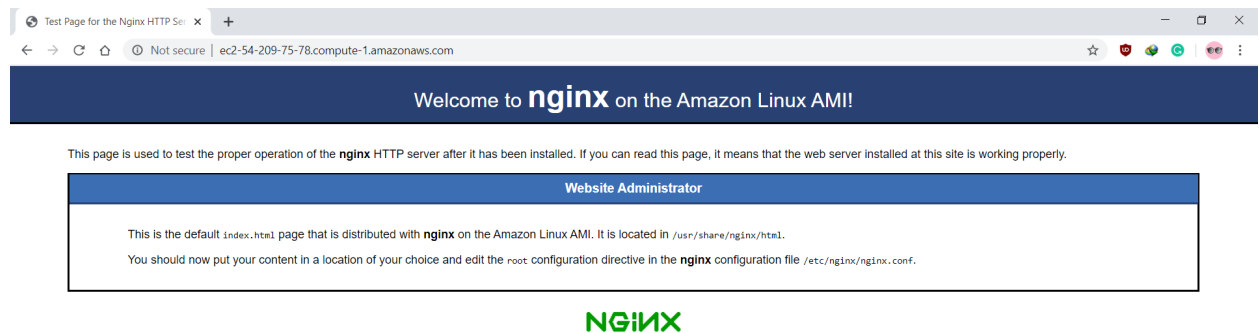 Test Page for the Nginx HTTP Ser
Not secure | ec2-54-209-75-78.compute-1.amazonaws.com
Welcome to nginx on the Amazon Linux AMI!
This page is used to test the proper operation of the nginx HTTP server after it has been installed. If you can read this page, it means that the web server installed at this site is working properly.
Website Administrator
This is the default index.html page that is distributed with nginx on the Amazon Linux AMI. It is located in /usr/share/nginx/html.
You should now put your content in a location of your choice and edit the root configuration directive in the nginx configuration file /etc/nginx/nginx.conf.
NGINX